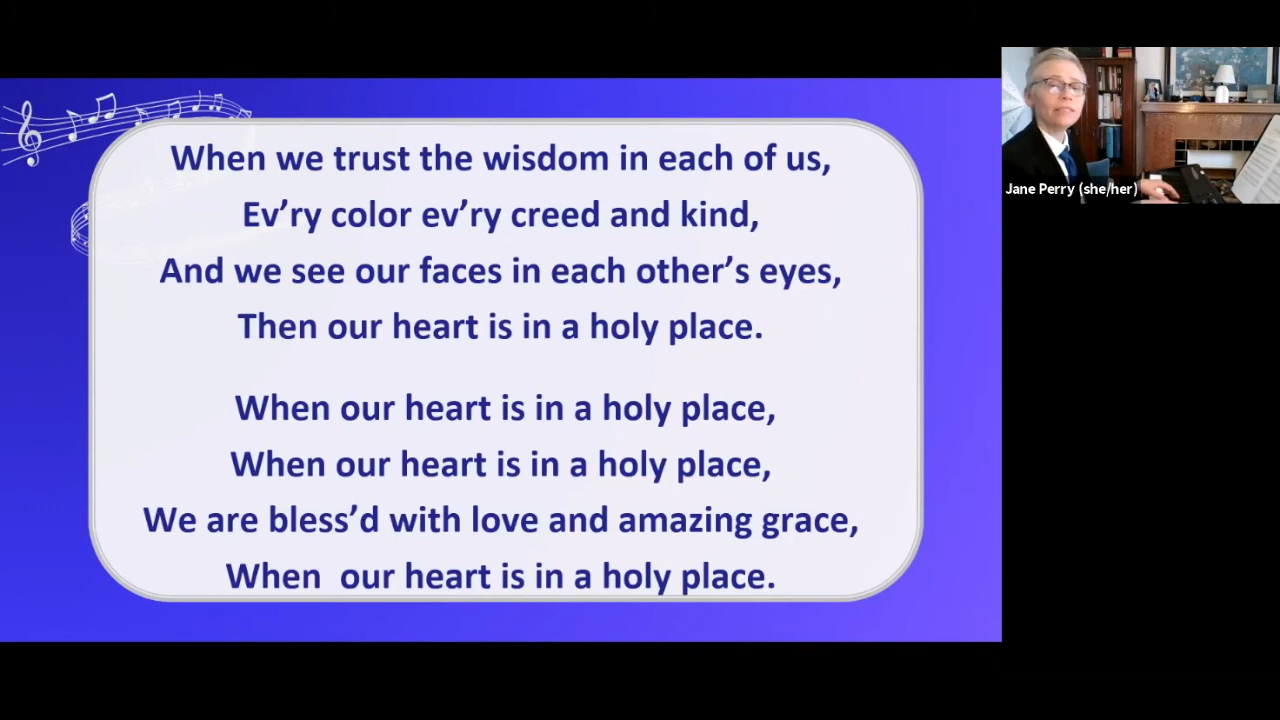 When we trust the wisdom in each of us,
Ev’ry color ev’ry creed and kind,
And we see our faces in each other’s eyes,
Then our heart is in a holy place.
When our heart is in a holy place,
When our heart is in a holy place,
We are bless’d with love and amazing grace,
When  our heart is in a holy place.
Jane Perry (she/her)